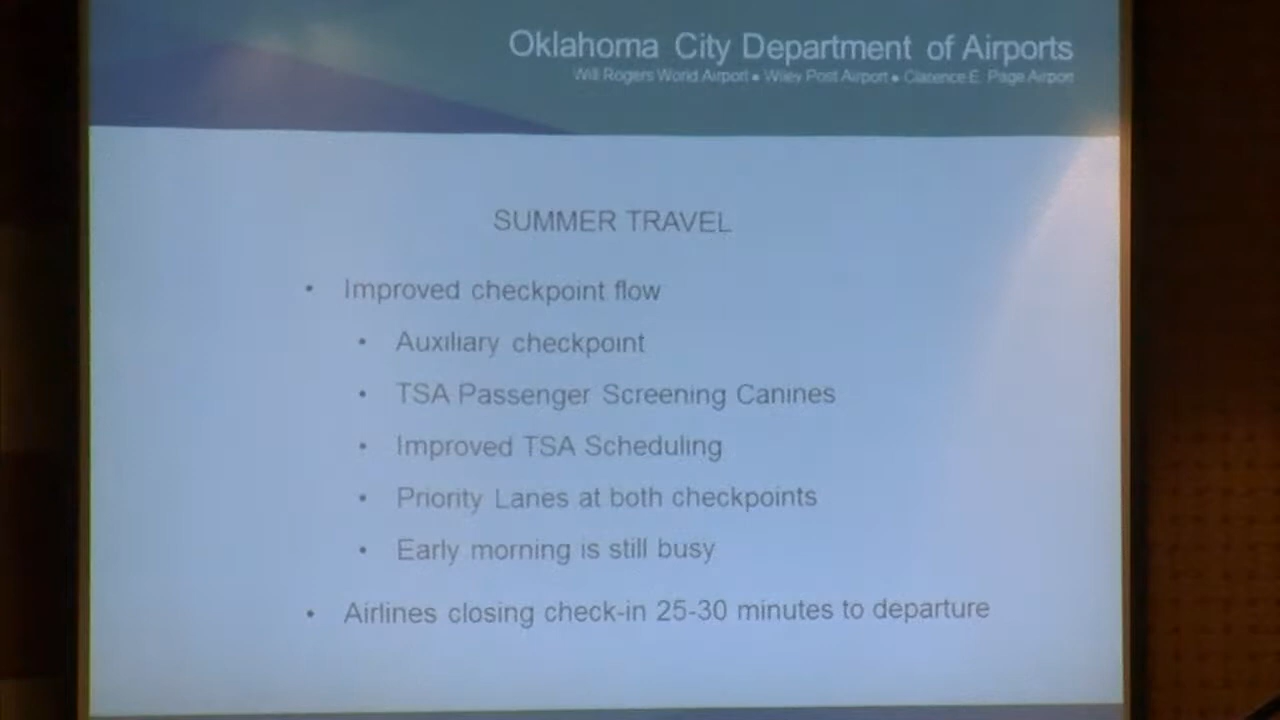 Oklahoma City Department of Airports
Will Rogers World Airport • Wiley Post Airport • Clarence E. Page Airport
SUMMER TRAVEL
• Improved checkpoint flow
• Auxiliary checkpoint
• TSA Passenger Screening Canines
• Improved TSA Scheduling
• Priority Lanes at both checkpoints
• Early morning is still busy
• Airlines closing check-in 25-30 minutes to departure